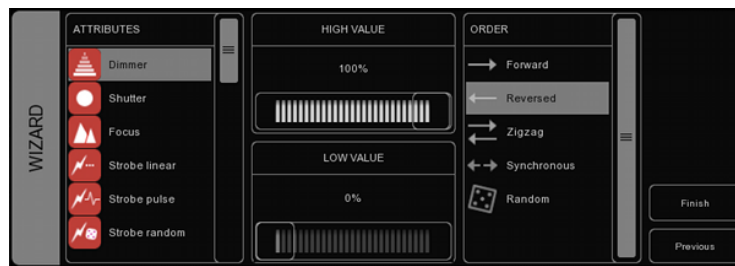 WIZARD
ATTRIBUTES
Dimmer
Shutter
Focus
Strobe linear
Strobe pulse
Strobe random
HIGH VALUE
100%
LOW VALUE
0%
ORDER
Forward
Reversed
Zigzag
Synchronous
Random
Finish
Previous